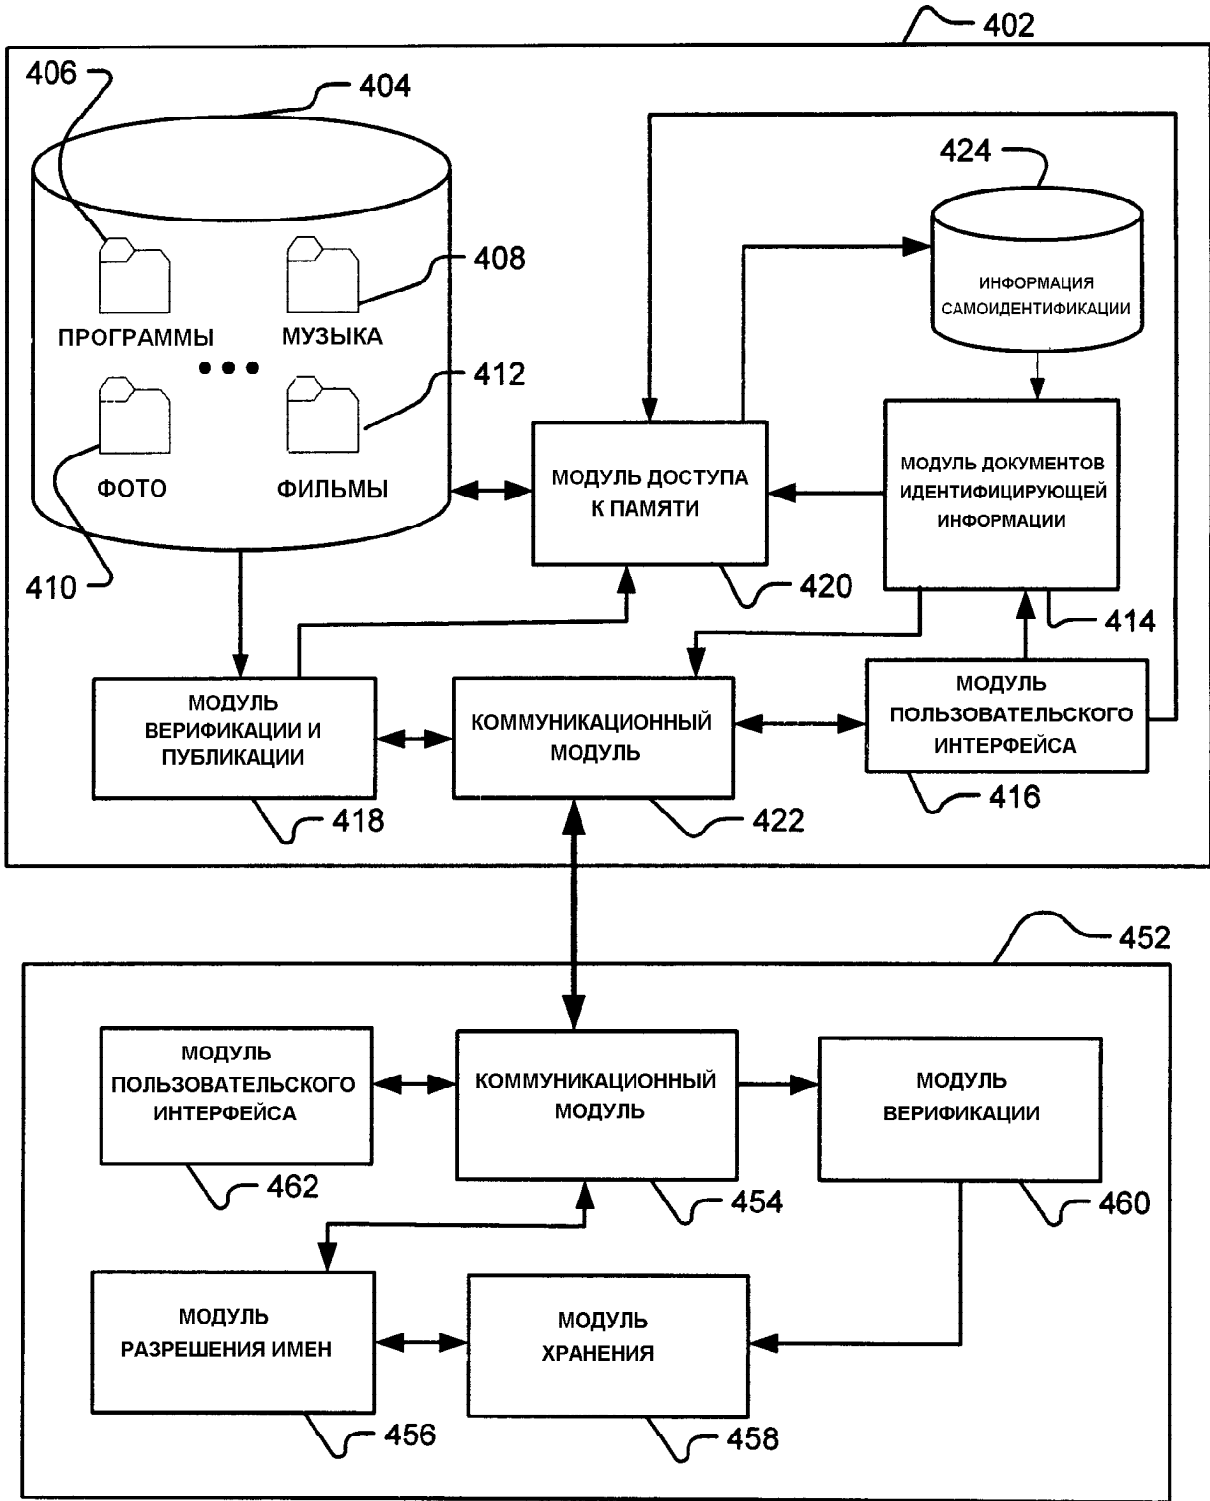 402
406
404
424
408
ИНФОРМАЦИЯ
САМОИДЕНТИФИКАЦИИ
ПРОГРАММЫ
МУЗЫКА
412
МОДУЛЬ ДОСТУПА
К ПАМЯТИ
МОДУЛЬ ДОКУМЕНТОВ
ИДЕНТИФИЦИРУЮЩЕЙ
ИНФОРМАЦИИ
ФОТО
ФИЛЬМЫ
410
420
414
МОДУЛЬ
ВЕРИФИКАЦИИ И
ПУБЛИКАЦИИ
КОММУНИКАЦИОННЫЙ
МОДУЛЬ
МОДУЛЬ
ПОЛЬЗОВАТЕЛЬСКОГО
ИНТЕРФЕЙСА
418
422
416
452
МОДУЛЬ
ПОЛЬЗОВАТЕЛЬСКОГО
ИНТЕРФЕЙСА
КОММУНИКАЦИОННЫЙ
МОДУЛЬ
МОДУЛЬ
ВЕРИФИКАЦИИ
462
454
460
МОДУЛЬ
РАЗРЕШЕНИЯ ИМЕН
МОДУЛЬ
ХРАНЕНИЯ
456
458